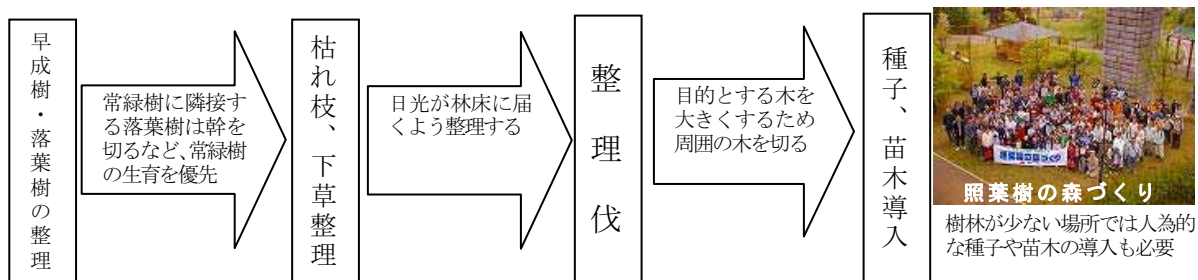 早成樹・落葉樹の整理
常緑樹に隣接す
る落葉樹は幹を
切るなど、常緑樹
の生育を優先
枯れ枝、下草整理
日光が林床に届
くよう整理する
整理伐
目的とする木を
大きくするため
周囲の木を切る
種子、苗木導入
照葉樹の森づくり
樹林が少ない場所では人為的
な種子や苗木の導入も必要